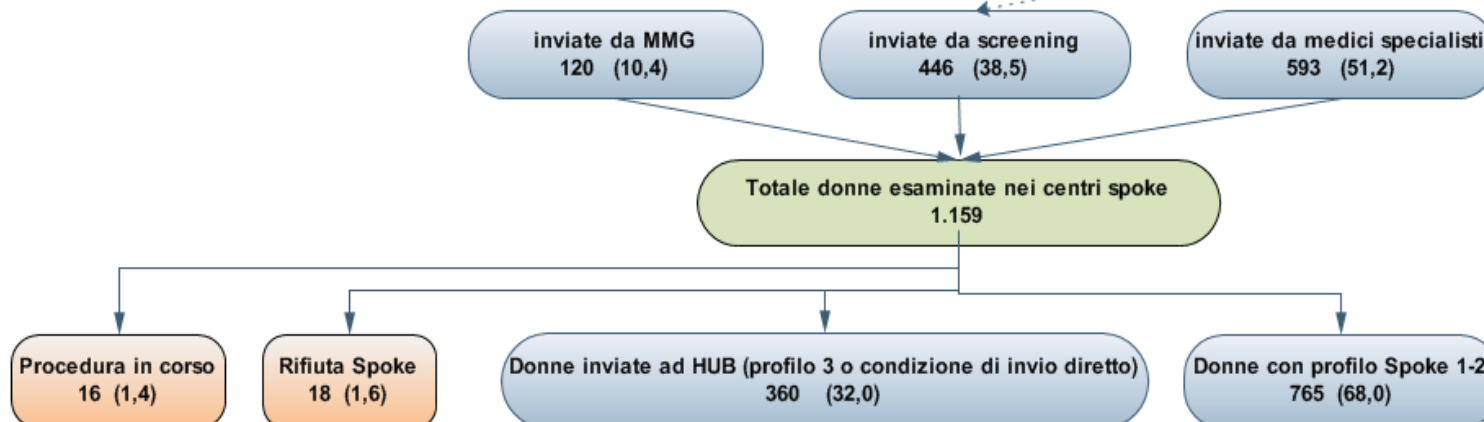 inviate da MMG
120 (10,4)
inviate da screening
446 (38,5)
inviate da medici specialisti
593 (51,2)
Totale donne esaminate nei centri spoke
1.159
Procedura in corso
16 (1,4)
Rifiuta Spoke
18 (1,6)
Donne inviate ad HUB (profilo 3 o condizione di invio diretto)
360 (32,0)
Donne con profilo Spoke 1-2
765 (68,0)